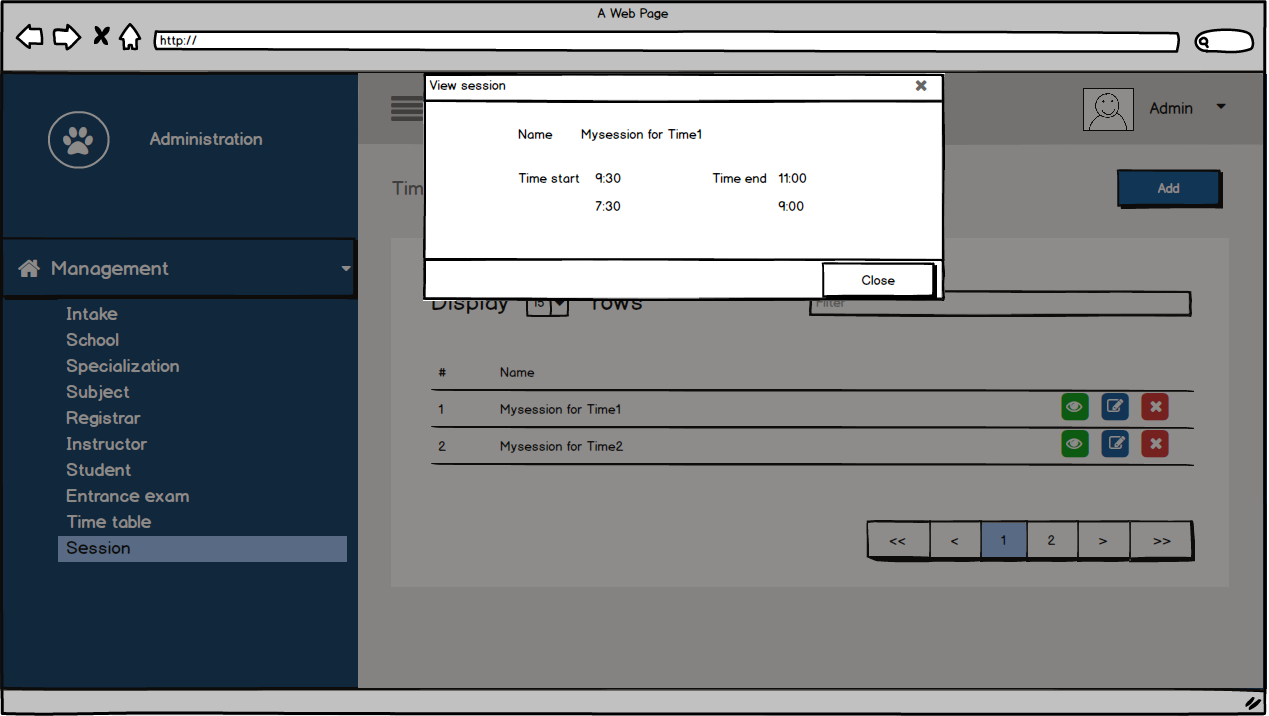 A Web Page
http://
View session
Administration
Admin
Name Mysession for Time1
Time start 9:30 Time end 11:00
7:30 9:00
Tim
Add
Management
Close
Display 15 rows
Filter
Intake
School
Specialization
Subject
Registrar
Instructor
Student
Entrance exam
Time table
Session
# Name
1 Mysession for Time1
2 Mysession for Time2
<< < 1 2 > >>